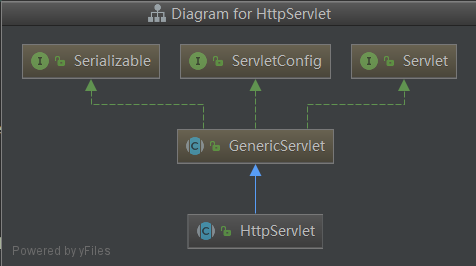 Diagram for HttpServlet
I Serializable
I ServletConfig
I Servlet
C GenericServlet
C HttpServlet
Powered by yFiles